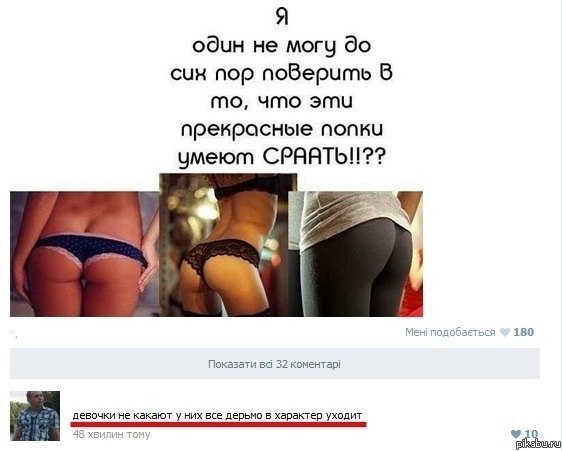 Я
один не могу до
сих пор поверить в
то, что эти
прекрасные попки
умеют СРААТЬ!!??
Мені подобається 180
Показати всі 32 коментарі
девочки не какают у них все дерьмо в характер уходит
48 хвилин тому
10
pikabu.ru